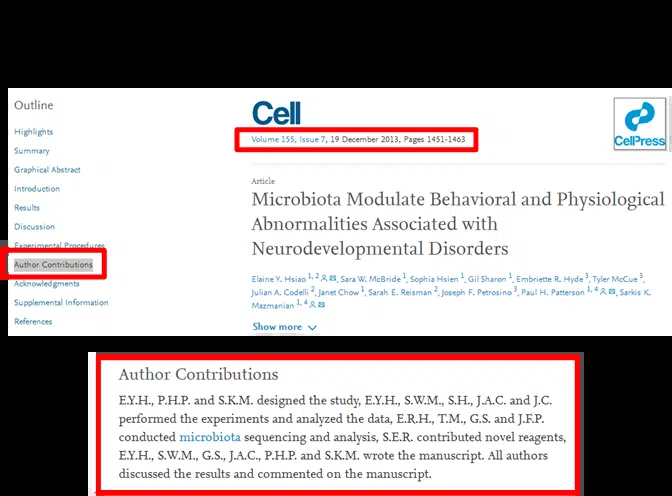 Outline
Highlights
Summary
Graphical Abstract
Introduction
Results
Discussion
Experimental Procedures
Author Contributions
Acknowledgments
Supplemental Information
References
Cell
Volume 155, Issue 7, 19 December 2013, Pages 1451-1463
CellPress
Article
Microbiota Modulate Behavioral and Physiological
Abnormalities Associated with
Neurodevelopmental Disorders
Elaine Y. Hsiao 1, 2, Sara W. McBride 1, Sophia Hsien 1, Gil Sharon 1, Embriette R. Hyde 3, Tyler McCue 3,
Julian A. Codelli 2, Janet Chow 1, Sarah E. Reisman 2, Joseph F. Petrosino 3, Paul H. Patterson 1, 4, Sarkis K.
Mazmanian 1, 4
Show more
Author Contributions
E.Y.H., P.H.P. and S.K.M. designed the study, E.Y.H., S.W.M., S.H., J.A.C. and J.C.
performed the experiments and analyzed the data, E.R.H., T.M., G.S. and J.F.P.
conducted microbiota sequencing and analysis, S.E.R. contributed novel reagents,
E.Y.H., S.W.M., G.S., J.A.C., P.H.P. and S.K.M. wrote the manuscript. All authors
discussed the results and commented on the manuscript.